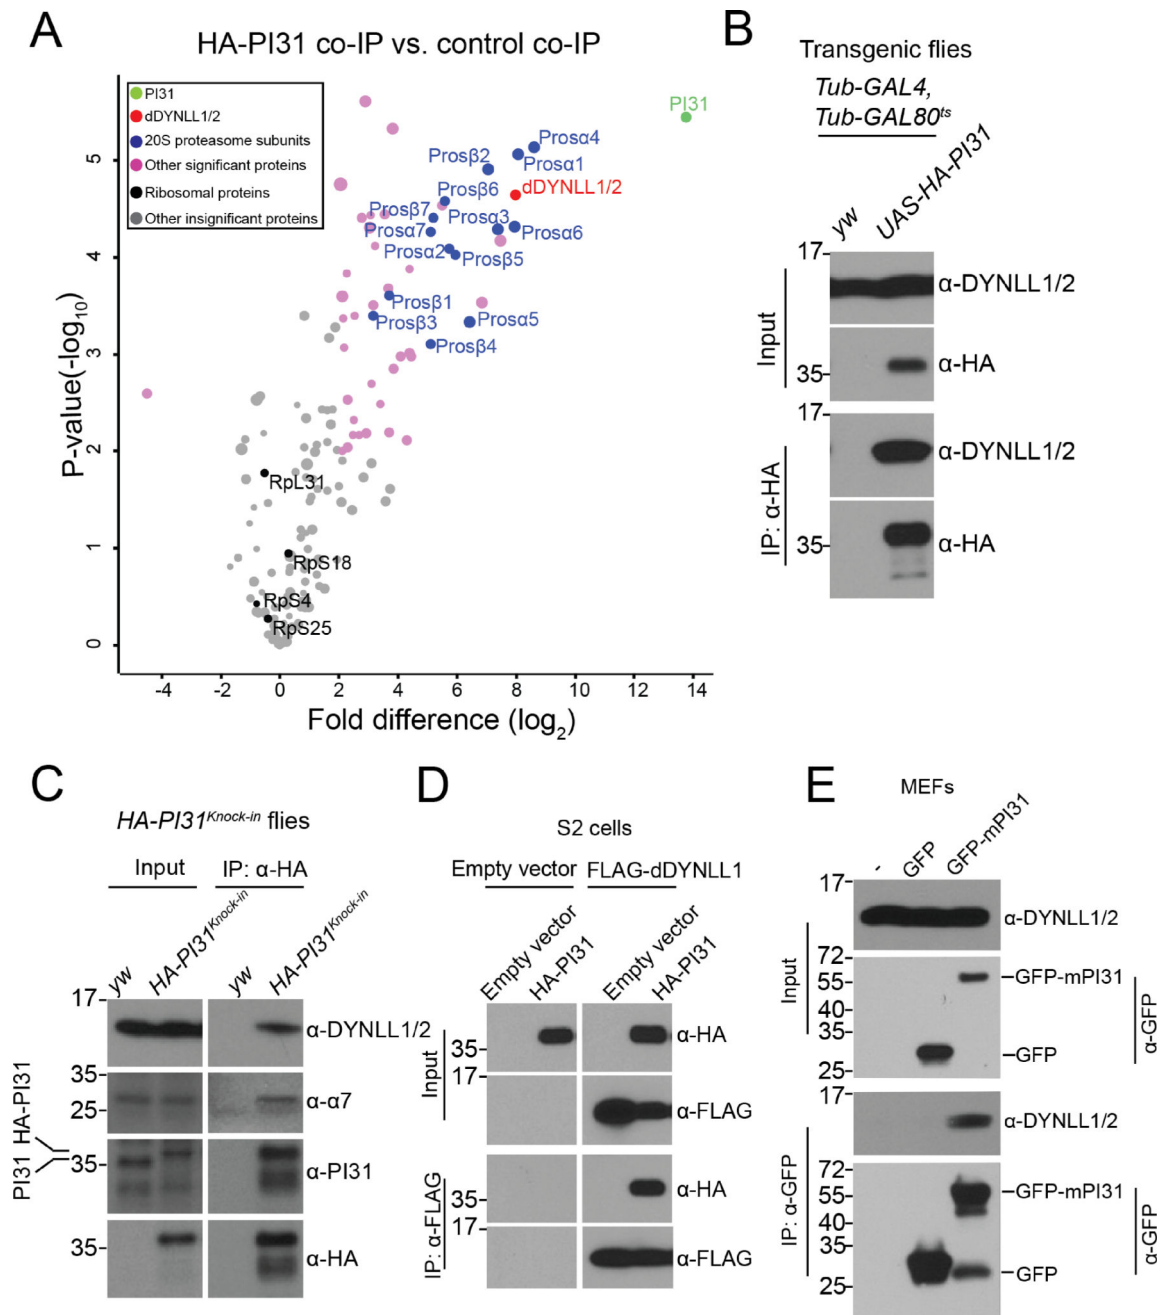 A
HA-PI31 co-IP vs. control co-IP
PI31
dDYNLL1/2
20S proteasome subunits
Other significant proteins
Ribosomal proteins
Other insignificant proteins
PI31
Prosα4
Prosβ2
Prosα1
Prosβ6
dDYNLL1/2
Prosβ7
Prosα3
Prosα7
Prosα6
Prosα2
Prosβ5
Prosβ1
Prosβ3
Prosα5
Prosβ4
RpL31
RpS18
RpS4
RpS25
P-value(-log10)
5
4
3
2
1
0
-4
-2
0
2
4
6
8
10
12
14
Fold difference (log2)
B
Transgenic flies
Tub-GAL4,
Tub-GAL80ts
yw
UAS-HA-PI31
17
α-DYNLL1/2
Input
35
α-HA
17
α-DYNLL1/2
IP: α-HA
35
α-HA
C
HA-PI31Knock-in flies
Input
IP: α-HA
yw
HA-PI31Knock-in
yw
HA-PI31Knock-in
17
α-DYNLL1/2
35
25
α-α7
HA-PI31
PI31
35
α-PI31
35
α-HA
D
S2 cells
Empty vector
FLAG-dDYNLL1
Empty vector
HA-PI31
Empty vector
HA-PI31
Input
35
α-HA
17
α-FLAG
IP: α-FLAG
35
α-HA
17
α-FLAG
E
MEFs
-
GFP
GFP-mPI31
17
α-DYNLL1/2
Input
72
55
40
35
25
GFP-mPI31
GFP
α-GFP
17
α-DYNLL1/2
IP: α-GFP
72
55
40
35
25
GFP-mPI31
GFP
α-GFP